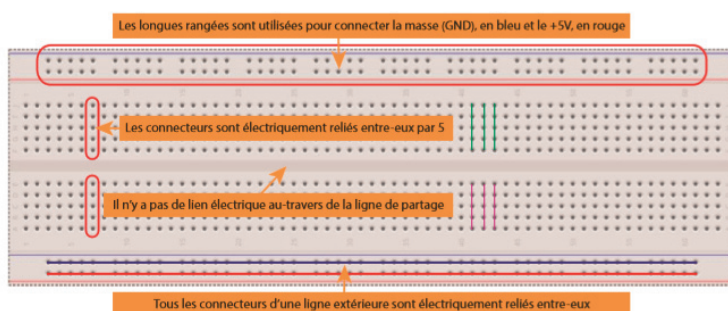 Les longues rangées sont utilisées pour connecter la masse (GND), en bleu et le +5V, en rouge
Les connecteurs sont électriquement reliés entre-eux par 5
Il n'y a pas de lien électrique au-travers de la ligne de partage
Tous les connecteurs d'une ligne extérieure sont électriquement reliés entre-eux